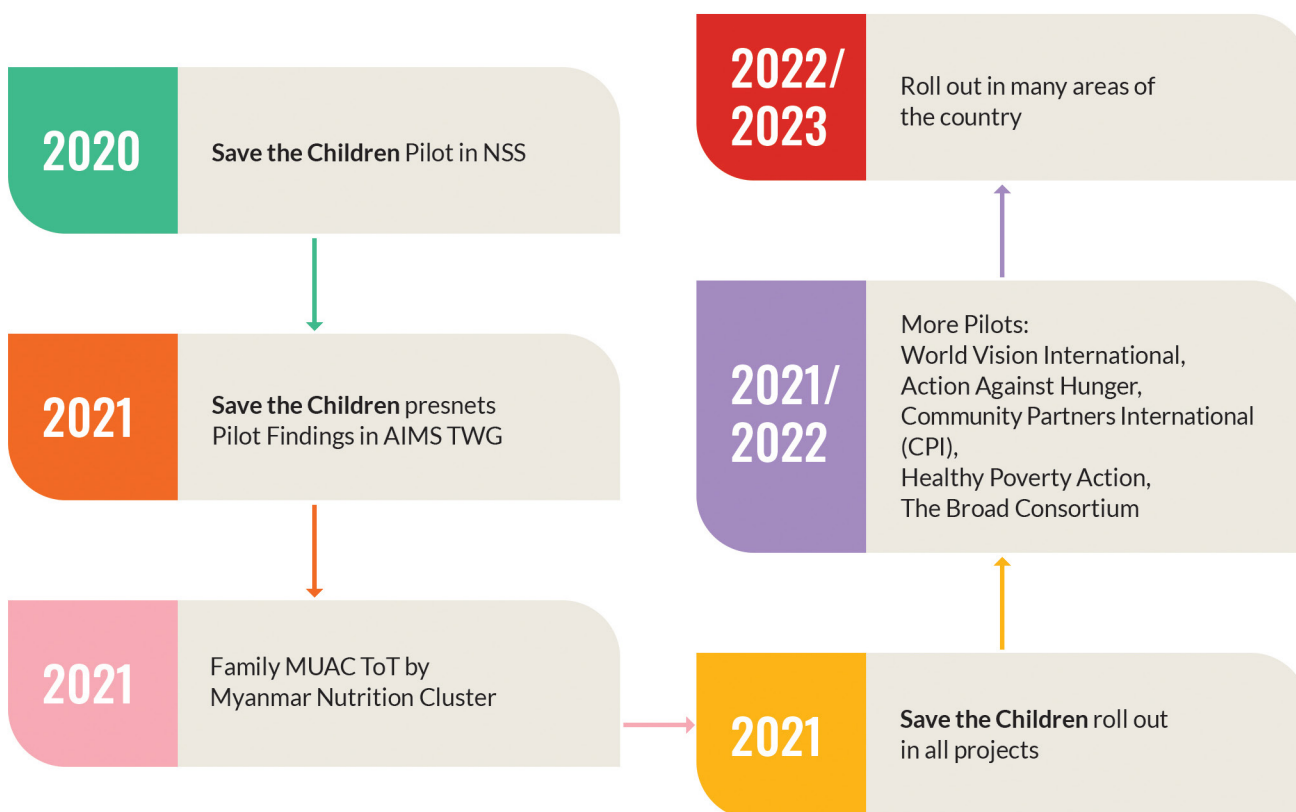 2020
Save the Children Pilot in NSS
2021
Save the Children presnets
Pilot Findings in AIMS TWG
2021
Family MUAC ToT by
Myanmar Nutrition Cluster
2021
Save the Children roll out
in all projects
2021/
2022
More Pilots:
World Vision International,
Action Against Hunger,
Community Partners International
(CPI),
Healthy Poverty Action,
The Broad Consortium
2022/
2023
Roll out in many areas of
the country